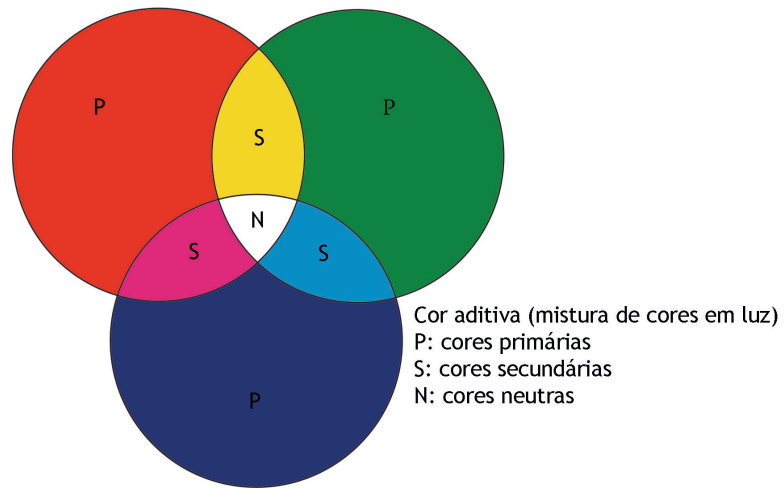 P
P
S
N
S
S
Cor aditiva (mistura de cores em luz)
P: cores primárias
S: cores secundárias
N: cores neutras
P